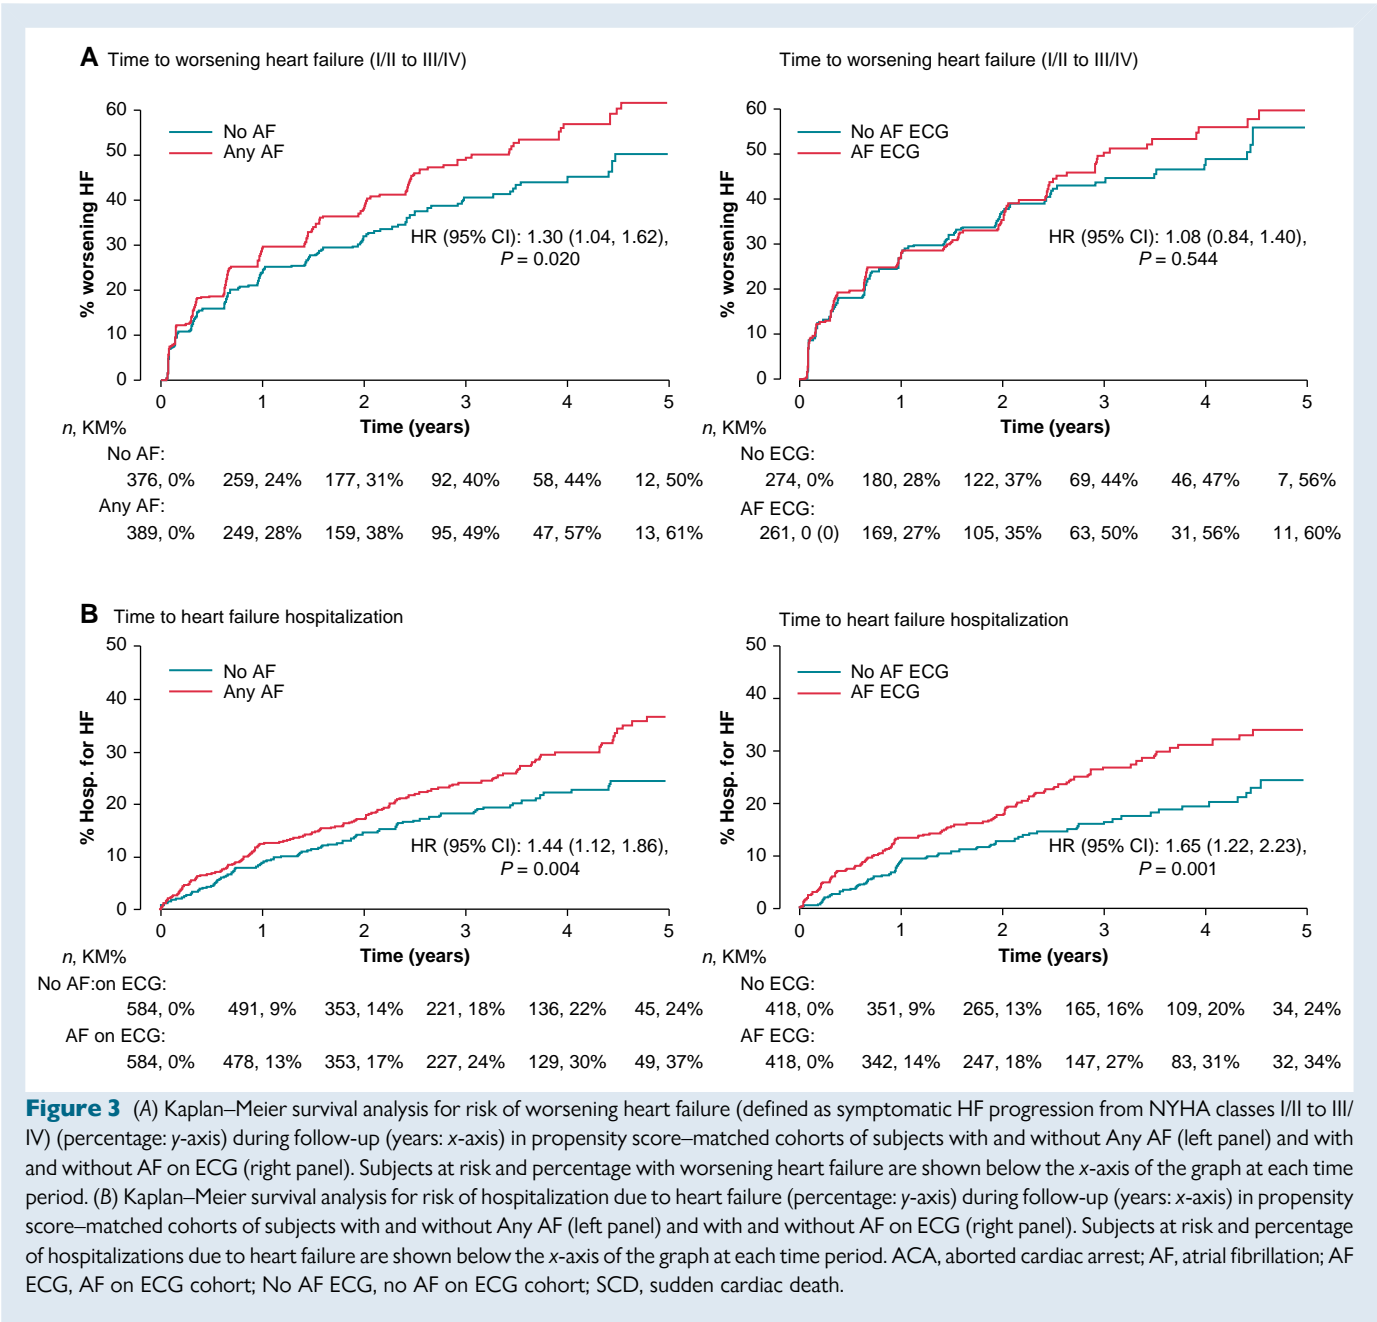 A Time to worsening heart failure (I/II to III/IV)
60
50
40
30
20
10
0
% worsening HF
No AF
Any AF
HR (95% CI): 1.30 (1.04, 1.62),
P = 0.020
0 1 2 3 4 5
n, KM% Time (years)
No AF:
376, 0% 259, 24% 177, 31% 92, 40% 58, 44% 12, 50%
Any AF:
389, 0% 249, 28% 159, 38% 95, 49% 47, 57% 13, 61%
Time to worsening heart failure (I/II to III/IV)
60
50
40
30
20
10
0
% worsening HF
No AF ECG
AF ECG
HR (95% CI): 1.08 (0.84, 1.40),
P = 0.544
0 1 2 3 4 5
n, KM% Time (years)
No ECG:
274, 0% 180, 28% 122, 37% 69, 44% 46, 47% 7, 56%
AF ECG:
261, 0 (0) 169, 27% 105, 35% 63, 50% 31, 56% 11, 60%
B Time to heart failure hospitalization
50
40
30
20
10
0
% Hosp. for HF
No AF
Any AF
HR (95% CI): 1.44 (1.12, 1.86),
P = 0.004
0 1 2 3 4 5
n, KM% Time (years)
No AF:on ECG:
584, 0% 491, 9% 353, 14% 221, 18% 136, 22% 45, 24%
AF on ECG:
584, 0% 478, 13% 353, 17% 227, 24% 129, 30% 49, 37%
Time to heart failure hospitalization
50
40
30
20
10
0
% Hosp. for HF
No AF ECG
AF ECG
HR (95% CI): 1.65 (1.22, 2.23),
P = 0.001
0 1 2 3 4 5
n, KM% Time (years)
No ECG:
418, 0% 351, 9% 265, 13% 165, 16% 109, 20% 34, 24%
AF ECG:
418, 0% 342, 14% 247, 18% 147, 27% 83, 31% 32, 34%
Figure 3 (A) Kaplan–Meier survival analysis for risk of worsening heart failure (defined as symptomatic HF progression from NYHA classes I/II to III/
IV) (percentage: y-axis) during follow-up (years: x-axis) in propensity score–matched cohorts of subjects with and without Any AF (left panel) and with
and without AF on ECG (right panel). Subjects at risk and percentage with worsening heart failure are shown below the x-axis of the graph at each time
period. (B) Kaplan–Meier survival analysis for risk of hospitalization due to heart failure (percentage: y-axis) during follow-up (years: x-axis) in propensity
score–matched cohorts of subjects with and without Any AF (left panel) and with and without AF on ECG (right panel). Subjects at risk and percentage
of hospitalizations due to heart failure are shown below the x-axis of the graph at each time period. ACA, aborted cardiac arrest; AF, atrial fibrillation; AF
ECG, AF on ECG cohort; No AF ECG, no AF on ECG cohort; SCD, sudden cardiac death.